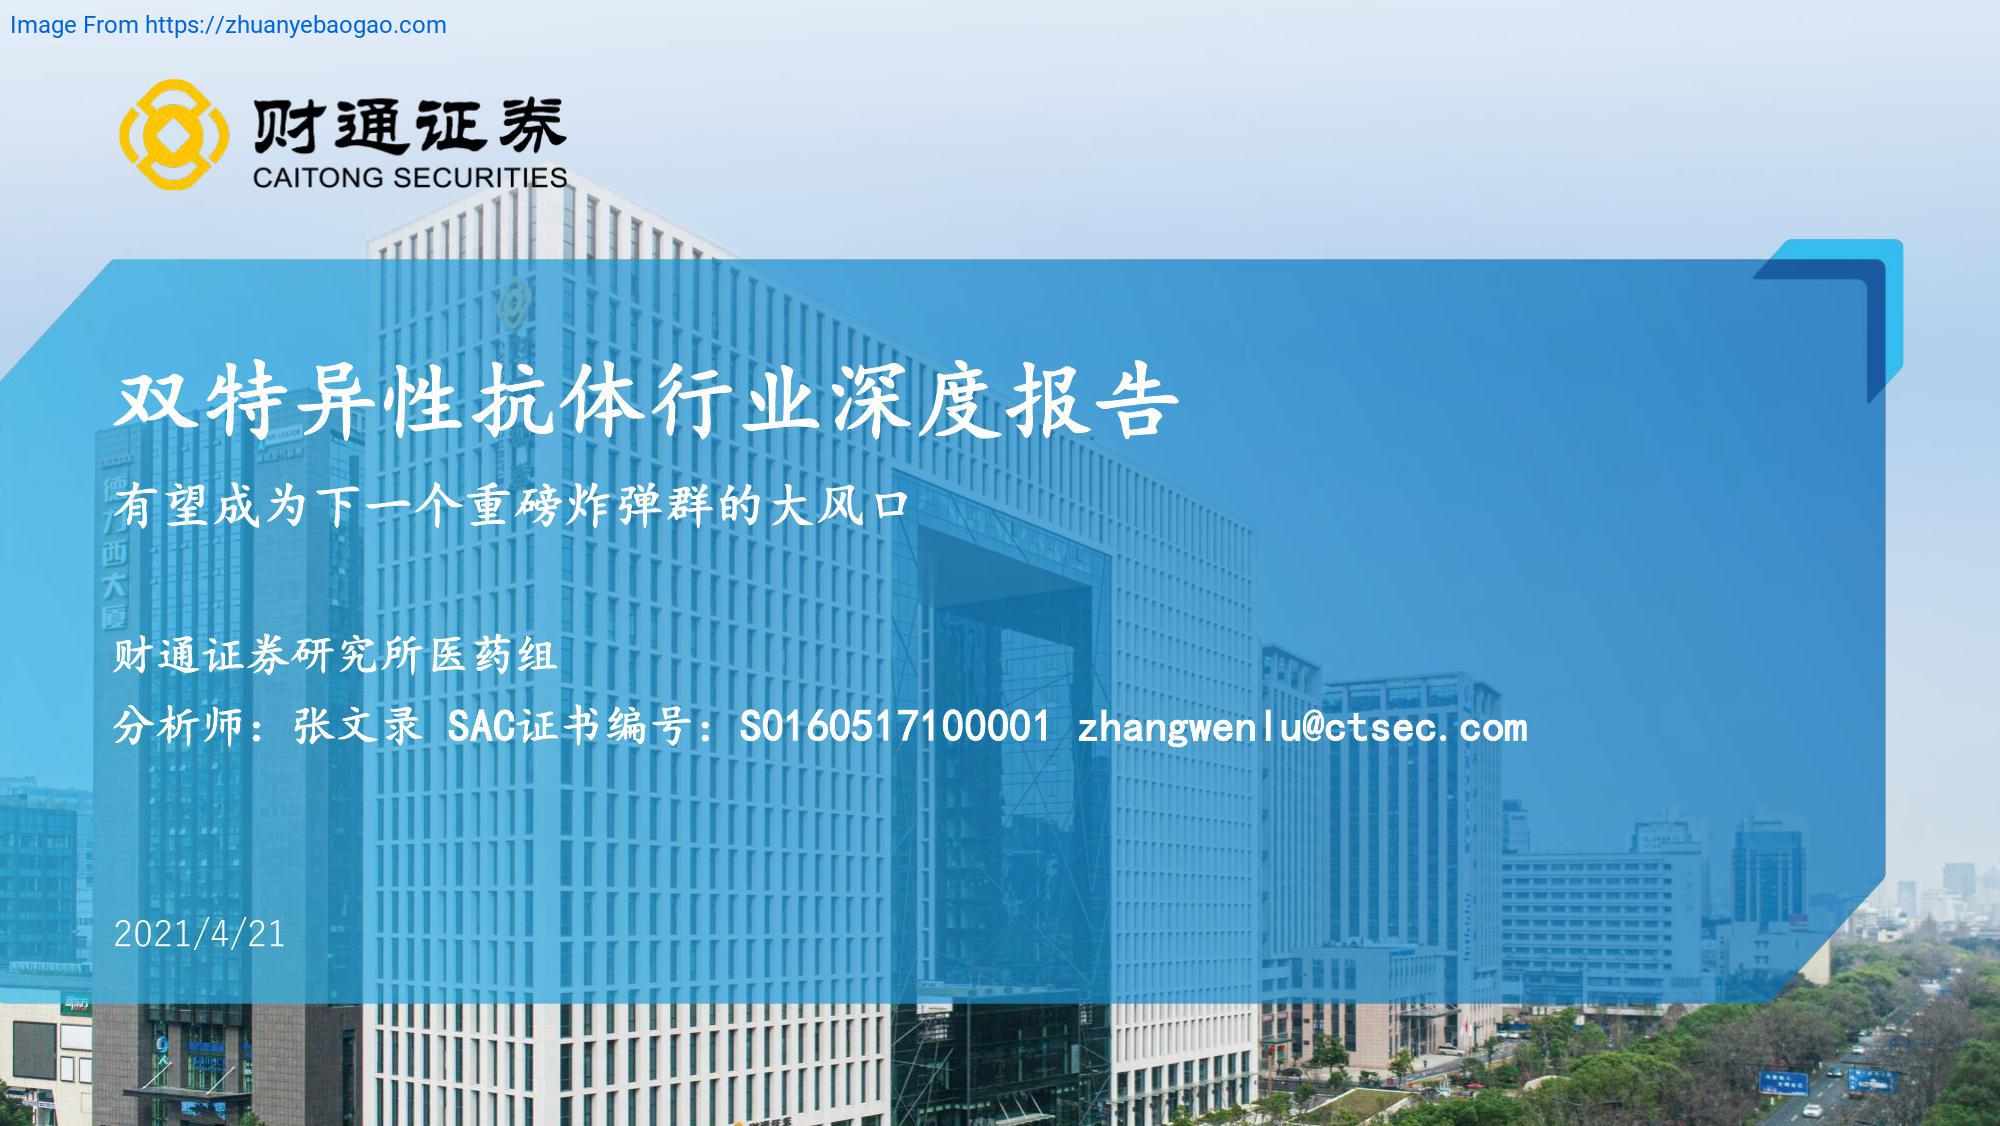 Image From https://zhuanyebaogao.com
财通证券
CAITONG SECURITIES
双特异性抗体行业深度报告
有望成为下一个重磅炸弹群的大风口
财通证券研究所医药组
分析师：张文录 SAC证书编号：S0160517100001 zhangwenlu@ctsec.com
2021/4/21
西大厦